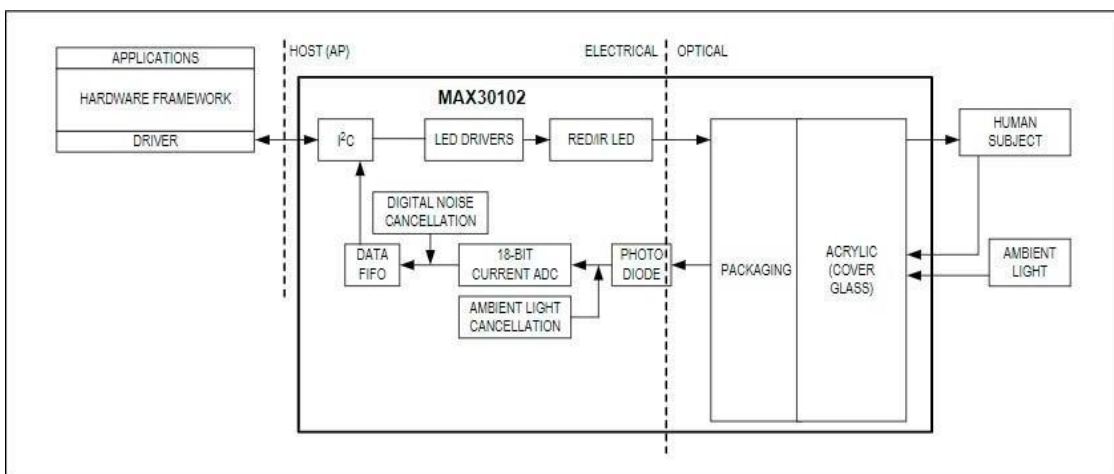 APPLICATIONS
HARDWARE FRAMEWORK
DRIVER
HOST (AP)
ELECTRICAL
OPTICAL
MAX30102
I²C
LED DRIVERS
RED/IR LED
HUMAN
SUBJECT
DIGITAL NOISE
CANCELLATION
DATA
FIFO
18-BIT
CURRENT ADC
PHOTO
DIODE
AMBIENT LIGHT
CANCELLATION
PACKAGING
ACRYLIC
(COVER
GLASS)
AMBIENT
LIGHT